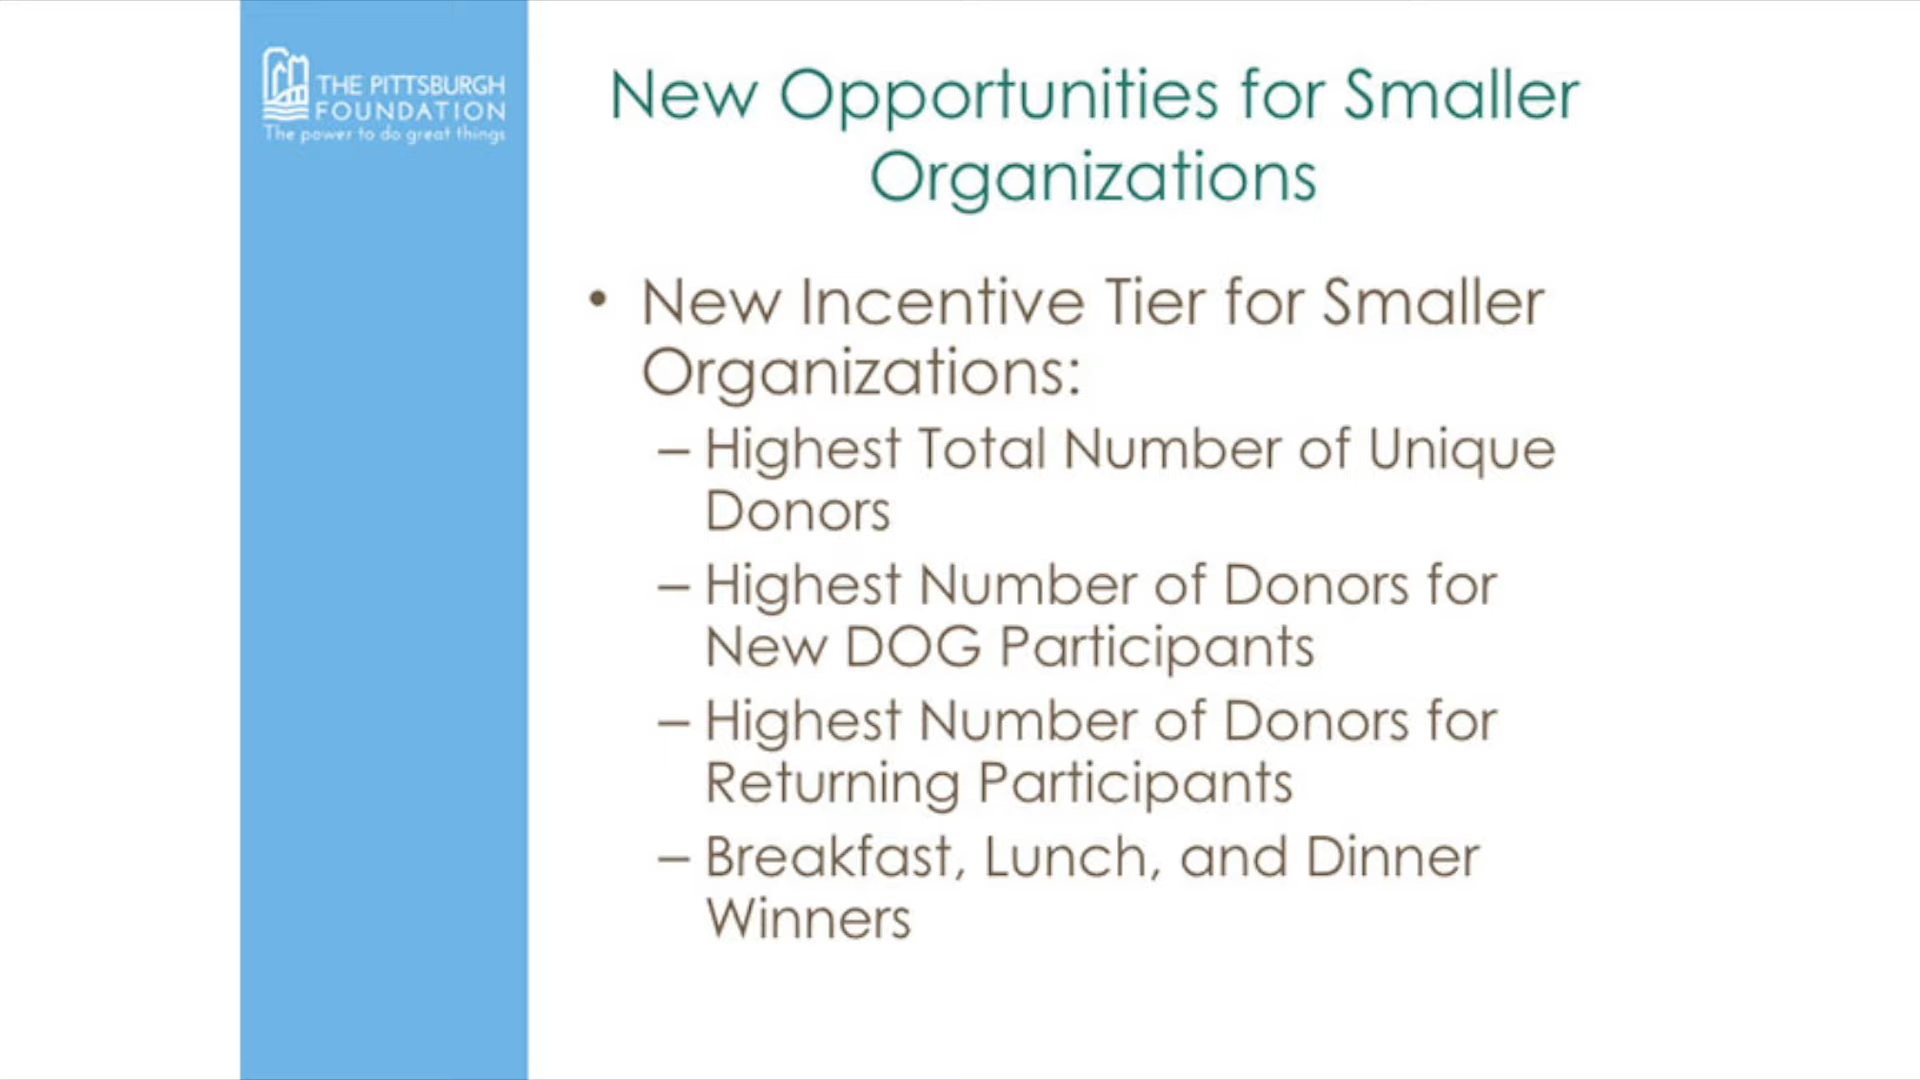 THE PITTSBURGH
FOUNDATION
The power to do great things
New Opportunities for Smaller
Organizations
• New Incentive Tier for Smaller
Organizations:
– Highest Total Number of Unique
Donors
– Highest Number of Donors for
New DOG Participants
– Highest Number of Donors for
Returning Participants
– Breakfast, Lunch, and Dinner
Winners